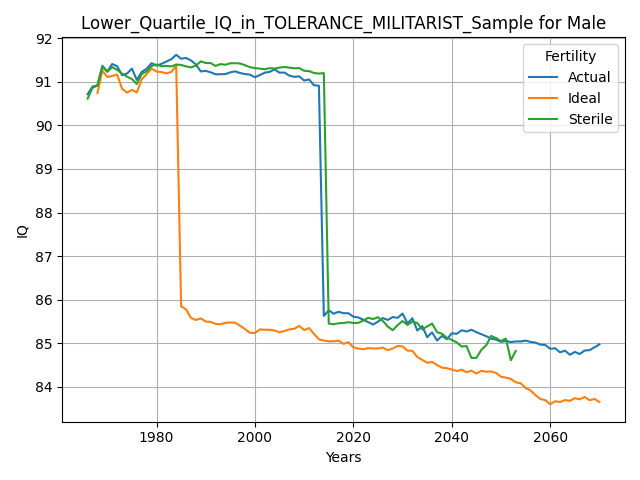 Lower_Quartile_IQ_in_TOLERANCE_MILITARIST_Sample for Male
Fertility
Actual
Ideal
Sterile
92
91
90
89
88
87
86
85
84
IQ
1980
2000
2020
2040
2060
Years